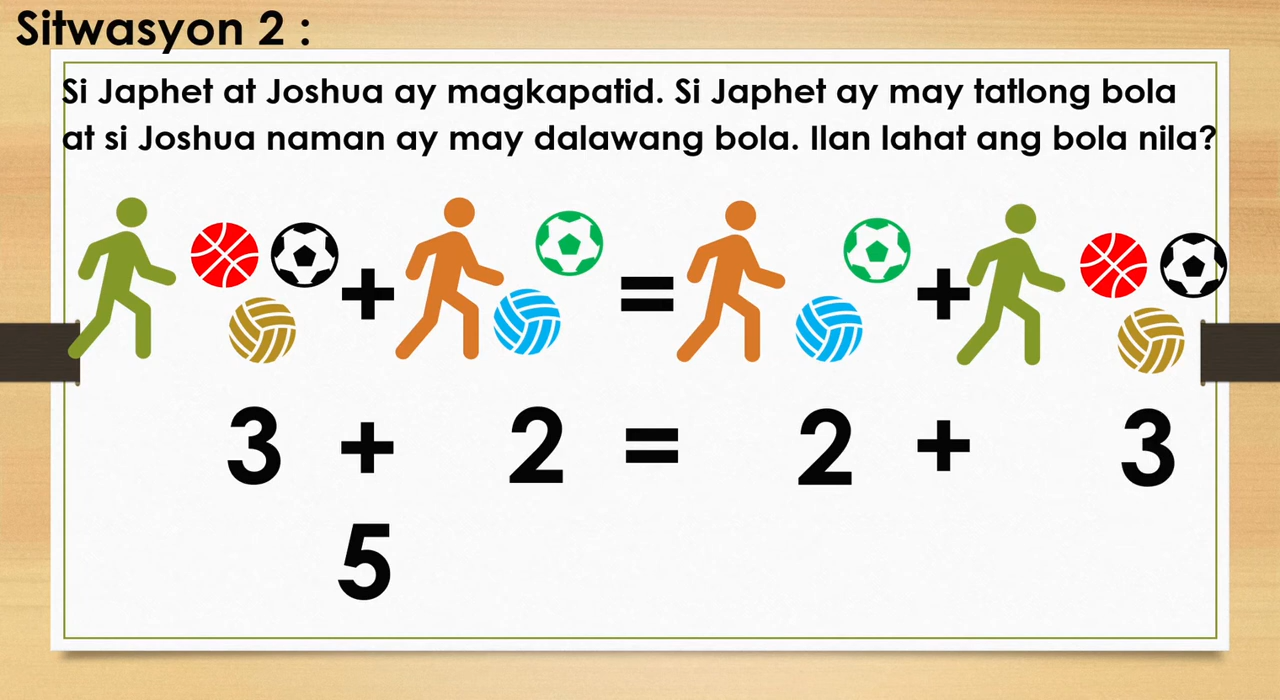 Sitwasyon 2 :
Si Japhet at Joshua ay magkapatid. Si Japhet ay may tatlong bola
at si Joshua naman ay may dalawang bola. Ilan lahat ang bola nila?
+ = +
3 + 2 = 2 + 3
5